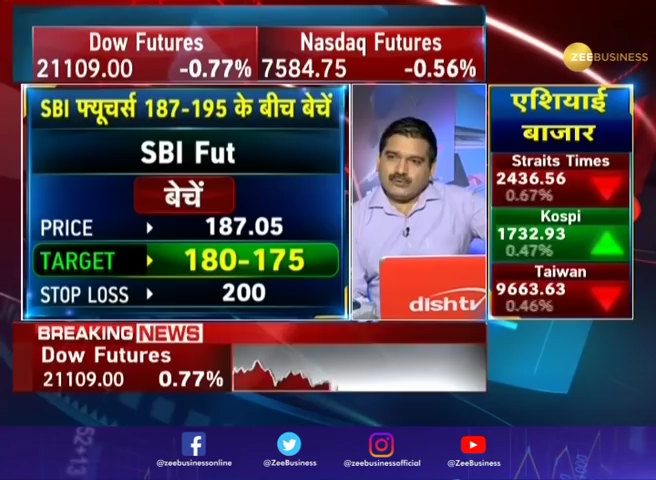 Dow Futures
21109.00 -0.77%
Nasdaq Futures
7584.75 -0.56%
ZEEBUSINESS
SBI फ्यूचर्स 187-195 के बीच बेचें
SBI Fut
बेचें
PRICE 187.05
TARGET 180-175
STOP LOSS 200
dishtv
एशियाई
बाजार
Straits Times
2436.56
0.67%
Kospi
1732.93
0.47%
Taiwan
9663.63
0.46%
BREAKING NEWS
Dow Futures
21109.00 0.77%
@zeebusinessonline
@ZeeBusiness
@zeebusinessofficial
@ZeeBusiness
52+13